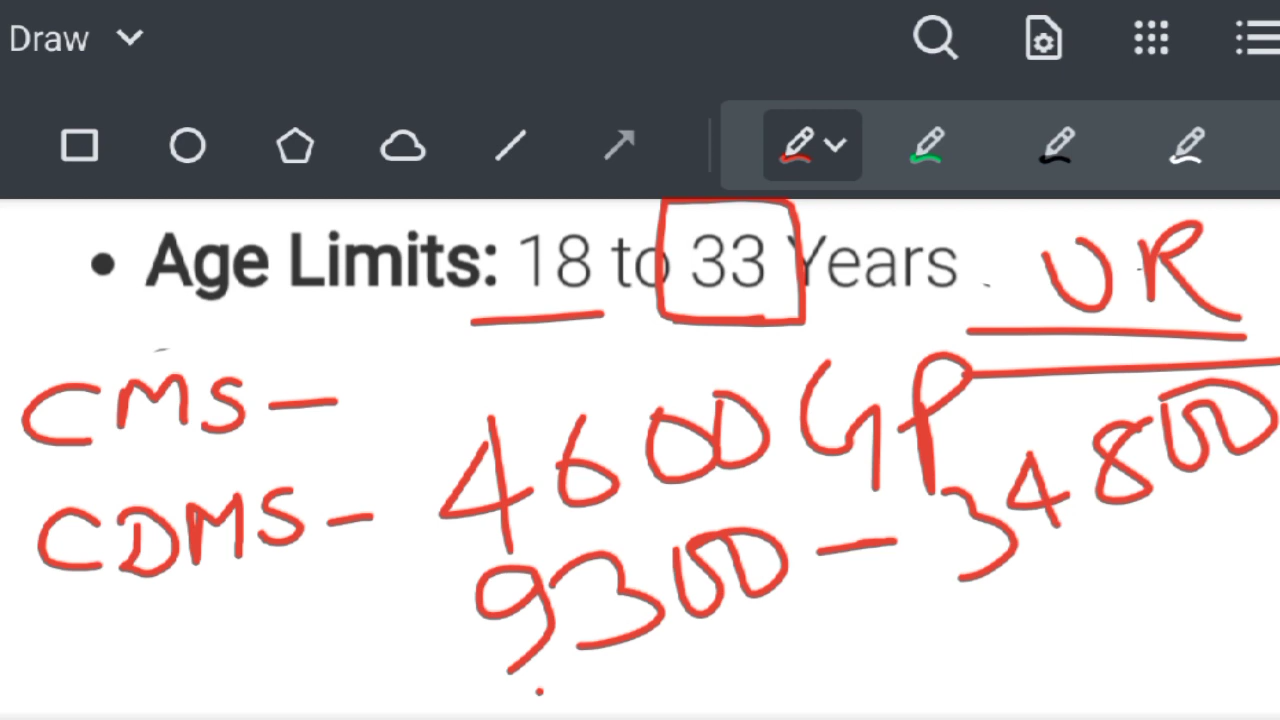 Draw
• Age Limits: 18 to 33 Years UR
CMS -
4600 GP
CDMS -
9300 - 34800